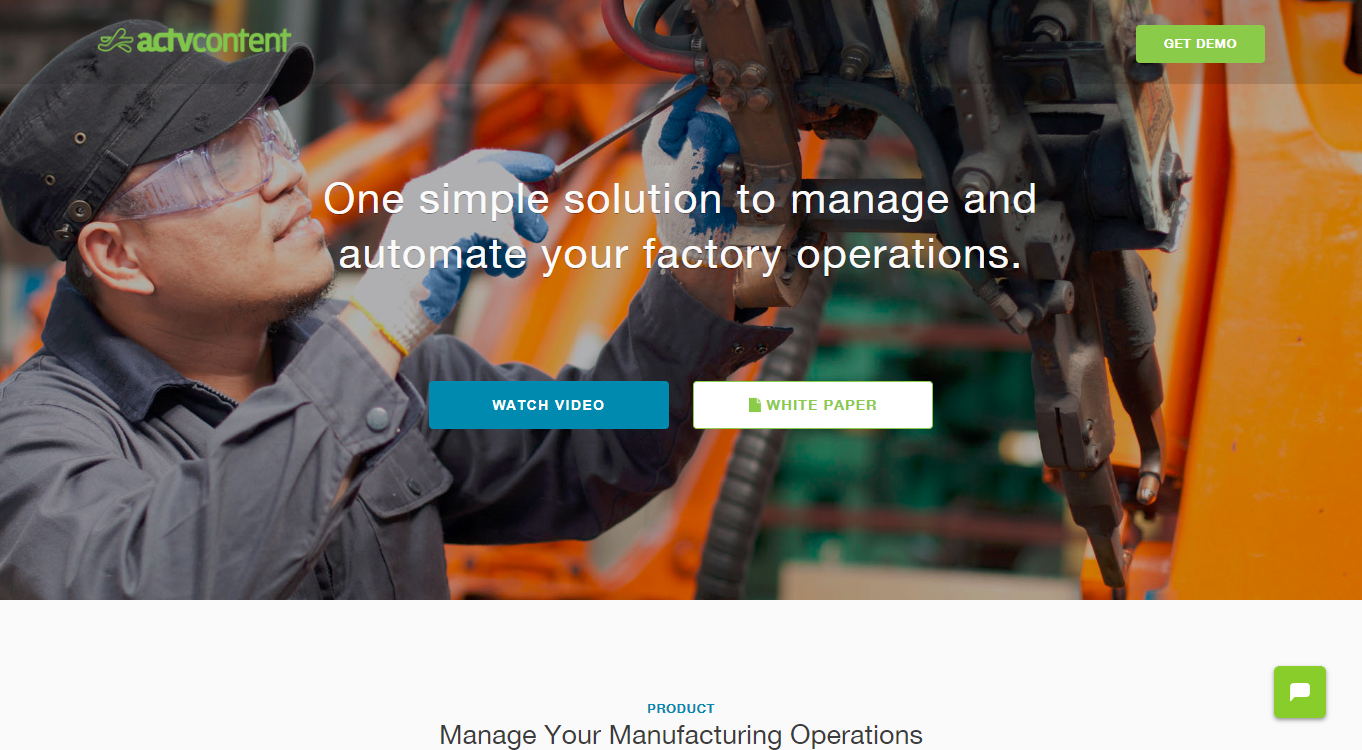 actvcontent
GET DEMO
One simple solution to manage and
automate your factory operations.
WATCH VIDEO
WHITE PAPER
PRODUCT
Manage Your Manufacturing Operations